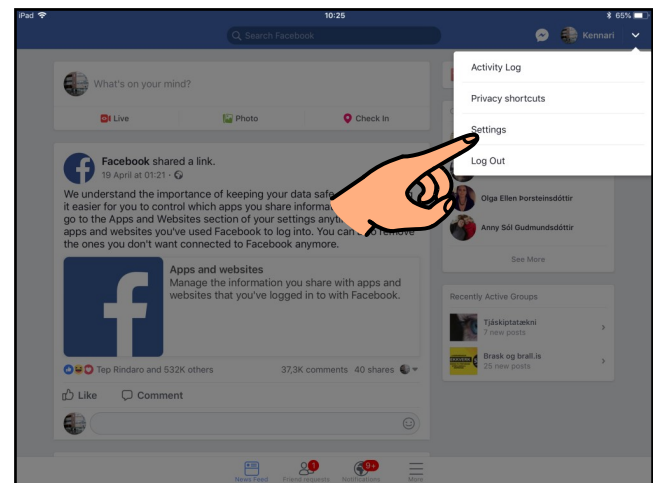 iPad 10:25 65%
Search Facebook
Kennari
Activity Log
Privacy shortcuts
Settings
Log Out
What's on your mind?
Live Photo Check In
Facebook shared a link.
19 April at 01:21
We understand the importance of keeping your data safe
it easier for you to control which apps you share informa
go to the Apps and Websites section of your settings anyti
apps and websites you've used Facebook to log into. You can
the ones you don't want connected to Facebook anymore.
Apps and websites
Manage the information you share with apps and
websites that you've logged in to with Facebook.
Tep Rindaro and 532K others 37,3K comments 40 shares
Like Comment
Olga Ellen Þorsteinsdóttir
Anny Sól Gudmundsdóttir
See More
Recently Active Groups
Tjáskiptatækni
7 new posts
Brask og brall.is
25 new posts
1 9+
News Feed Friend requests Notifications More